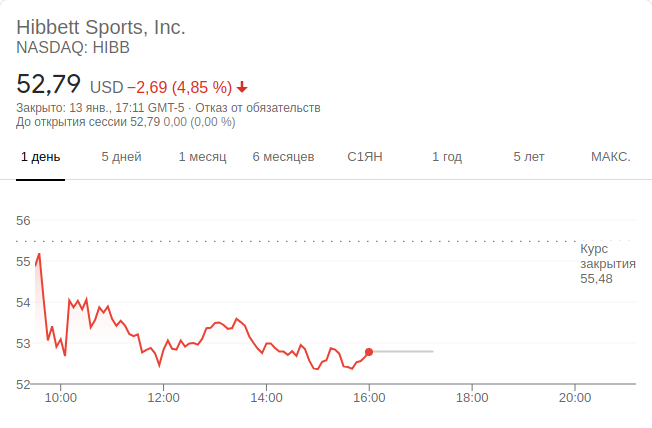 Hibbett Sports, Inc.
NASDAQ: HIBB
52,79 USD −2,69 (4,85 %)
Закрыто: 13 янв., 17:11 GMT-5 · Отказ от обязательств
До открытия сессии 52,79 0,00 (0,00 %)
1 день 5 дней 1 месяц 6 месяцев С1ЯН 1 год 5 лет МАКС.
56
Курс
закрытия
55,48
55
54
53
52
10:00 12:00 14:00 16:00 18:00 20:00